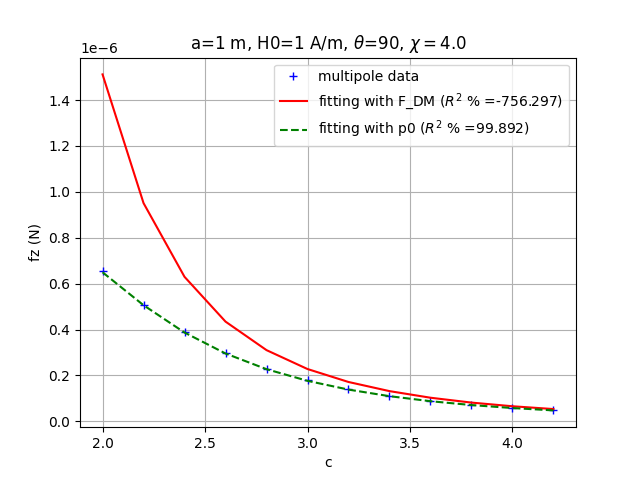 a=1 m, H0=1 A/m, θ=90, χ = 4.0
1e−6
multipole data
fitting with F_DM (R² % =-756.297)
fitting with p0 (R² % =99.892)
1.4
1.2
1.0
0.8
0.6
0.4
0.2
0.0
fz (N)
2.0 2.5 3.0 3.5 4.0
c